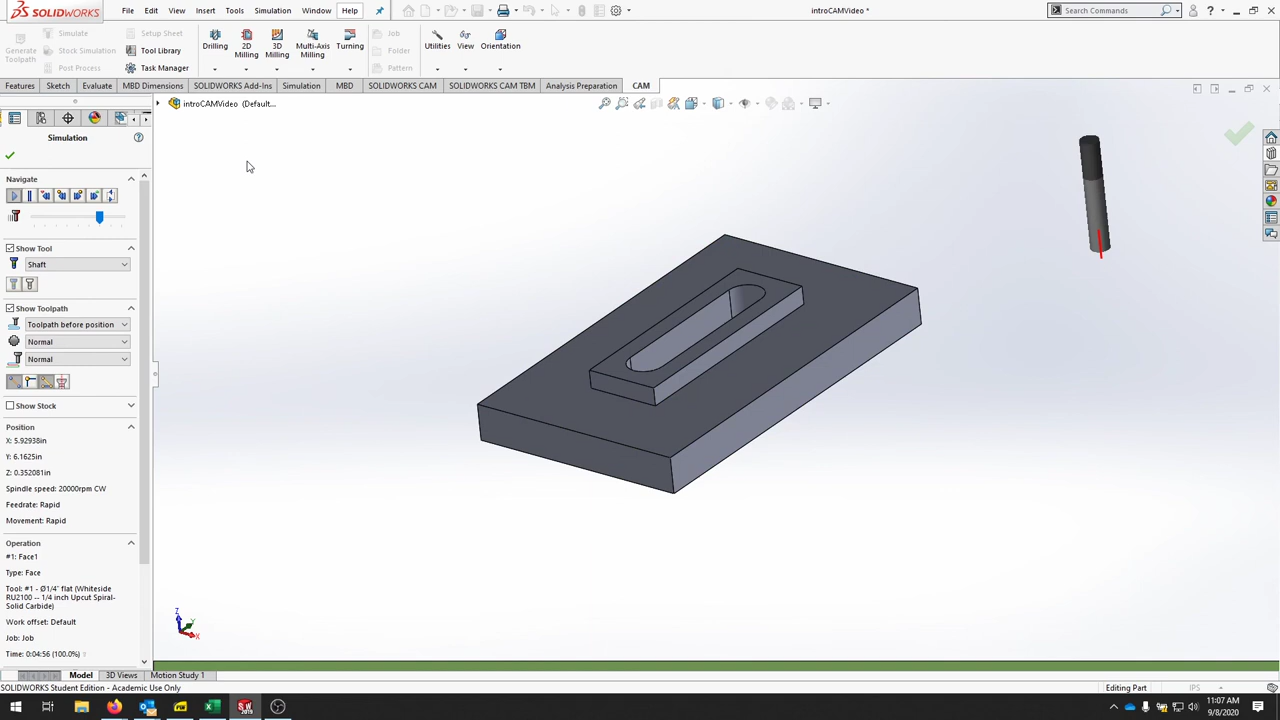 SOLIDWORKS
File Edit View Insert Tools Simulation Window Help
introCAMVideo *
Search Commands
Generate Toolpath
Simulate
Stock Simulation
Post Process
Setup Sheet
Tool Library
Task Manager
Drilling
2D Milling
3D Milling
Multi-Axis Milling
Turning
Job
Folder
Pattern
Utilities
View
Orientation
Features Sketch Evaluate MBD Dimensions SOLIDWORKS Add-Ins Simulation MBD SOLIDWORKS CAM SOLIDWORKS CAM TBM Analysis Preparation CAM
introCAMVideo (Default...
Simulation
Navigate
Show Tool
Shaft
Show Toolpath
Toolpath before position
Normal
Normal
Show Stock
Position
X: 5.92938in
Y: 6.1625in
Z: 0.352081in
Spindle speed: 20000rpm CW
Feedrate: Rapid
Movement: Rapid
Operation
#1: Face1
Type: Face
Tool: #1 - Ø1/4" flat (Whiteside
RU2100 -- 1/4 inch Upcut Spiral-
Solid Carbide)
Work offset: Default
Job: Job
Time: 0:04:56 (100.0%)
Z
Y
X
Model 3D Views Motion Study 1
SOLIDWORKS Student Edition - Academic Use Only
Editing Part
IPS
11:07 AM
9/8/2020